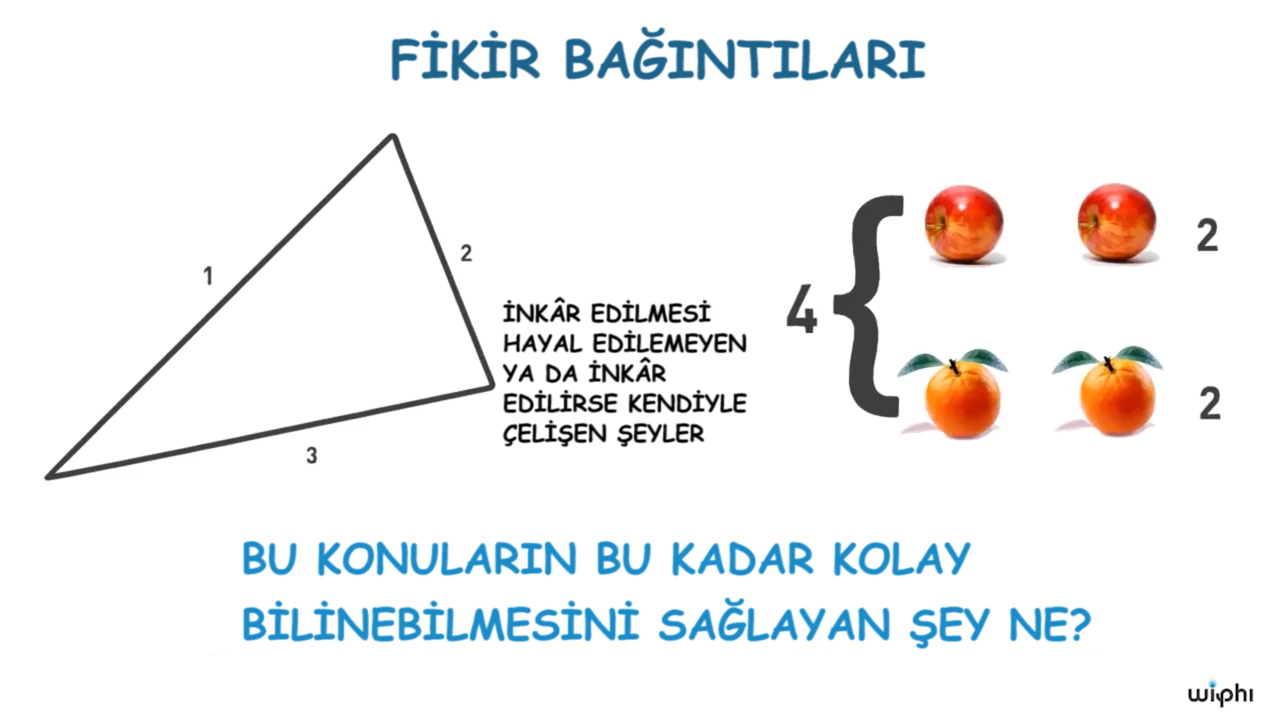 FİKİR BAĞINTILARI
1
2
3
İNKÂR EDİLMESİ
HAYAL EDİLEMEYEN
YA DA İNKÂR
EDİLİRSE KENDİYLE
ÇELİŞEN ŞEYLER
4
2
2
BU KONULARIN BU KADAR KOLAY
BİLİNEBİLMESİNİ SAĞLAYAN ŞEY NE?
wiphi